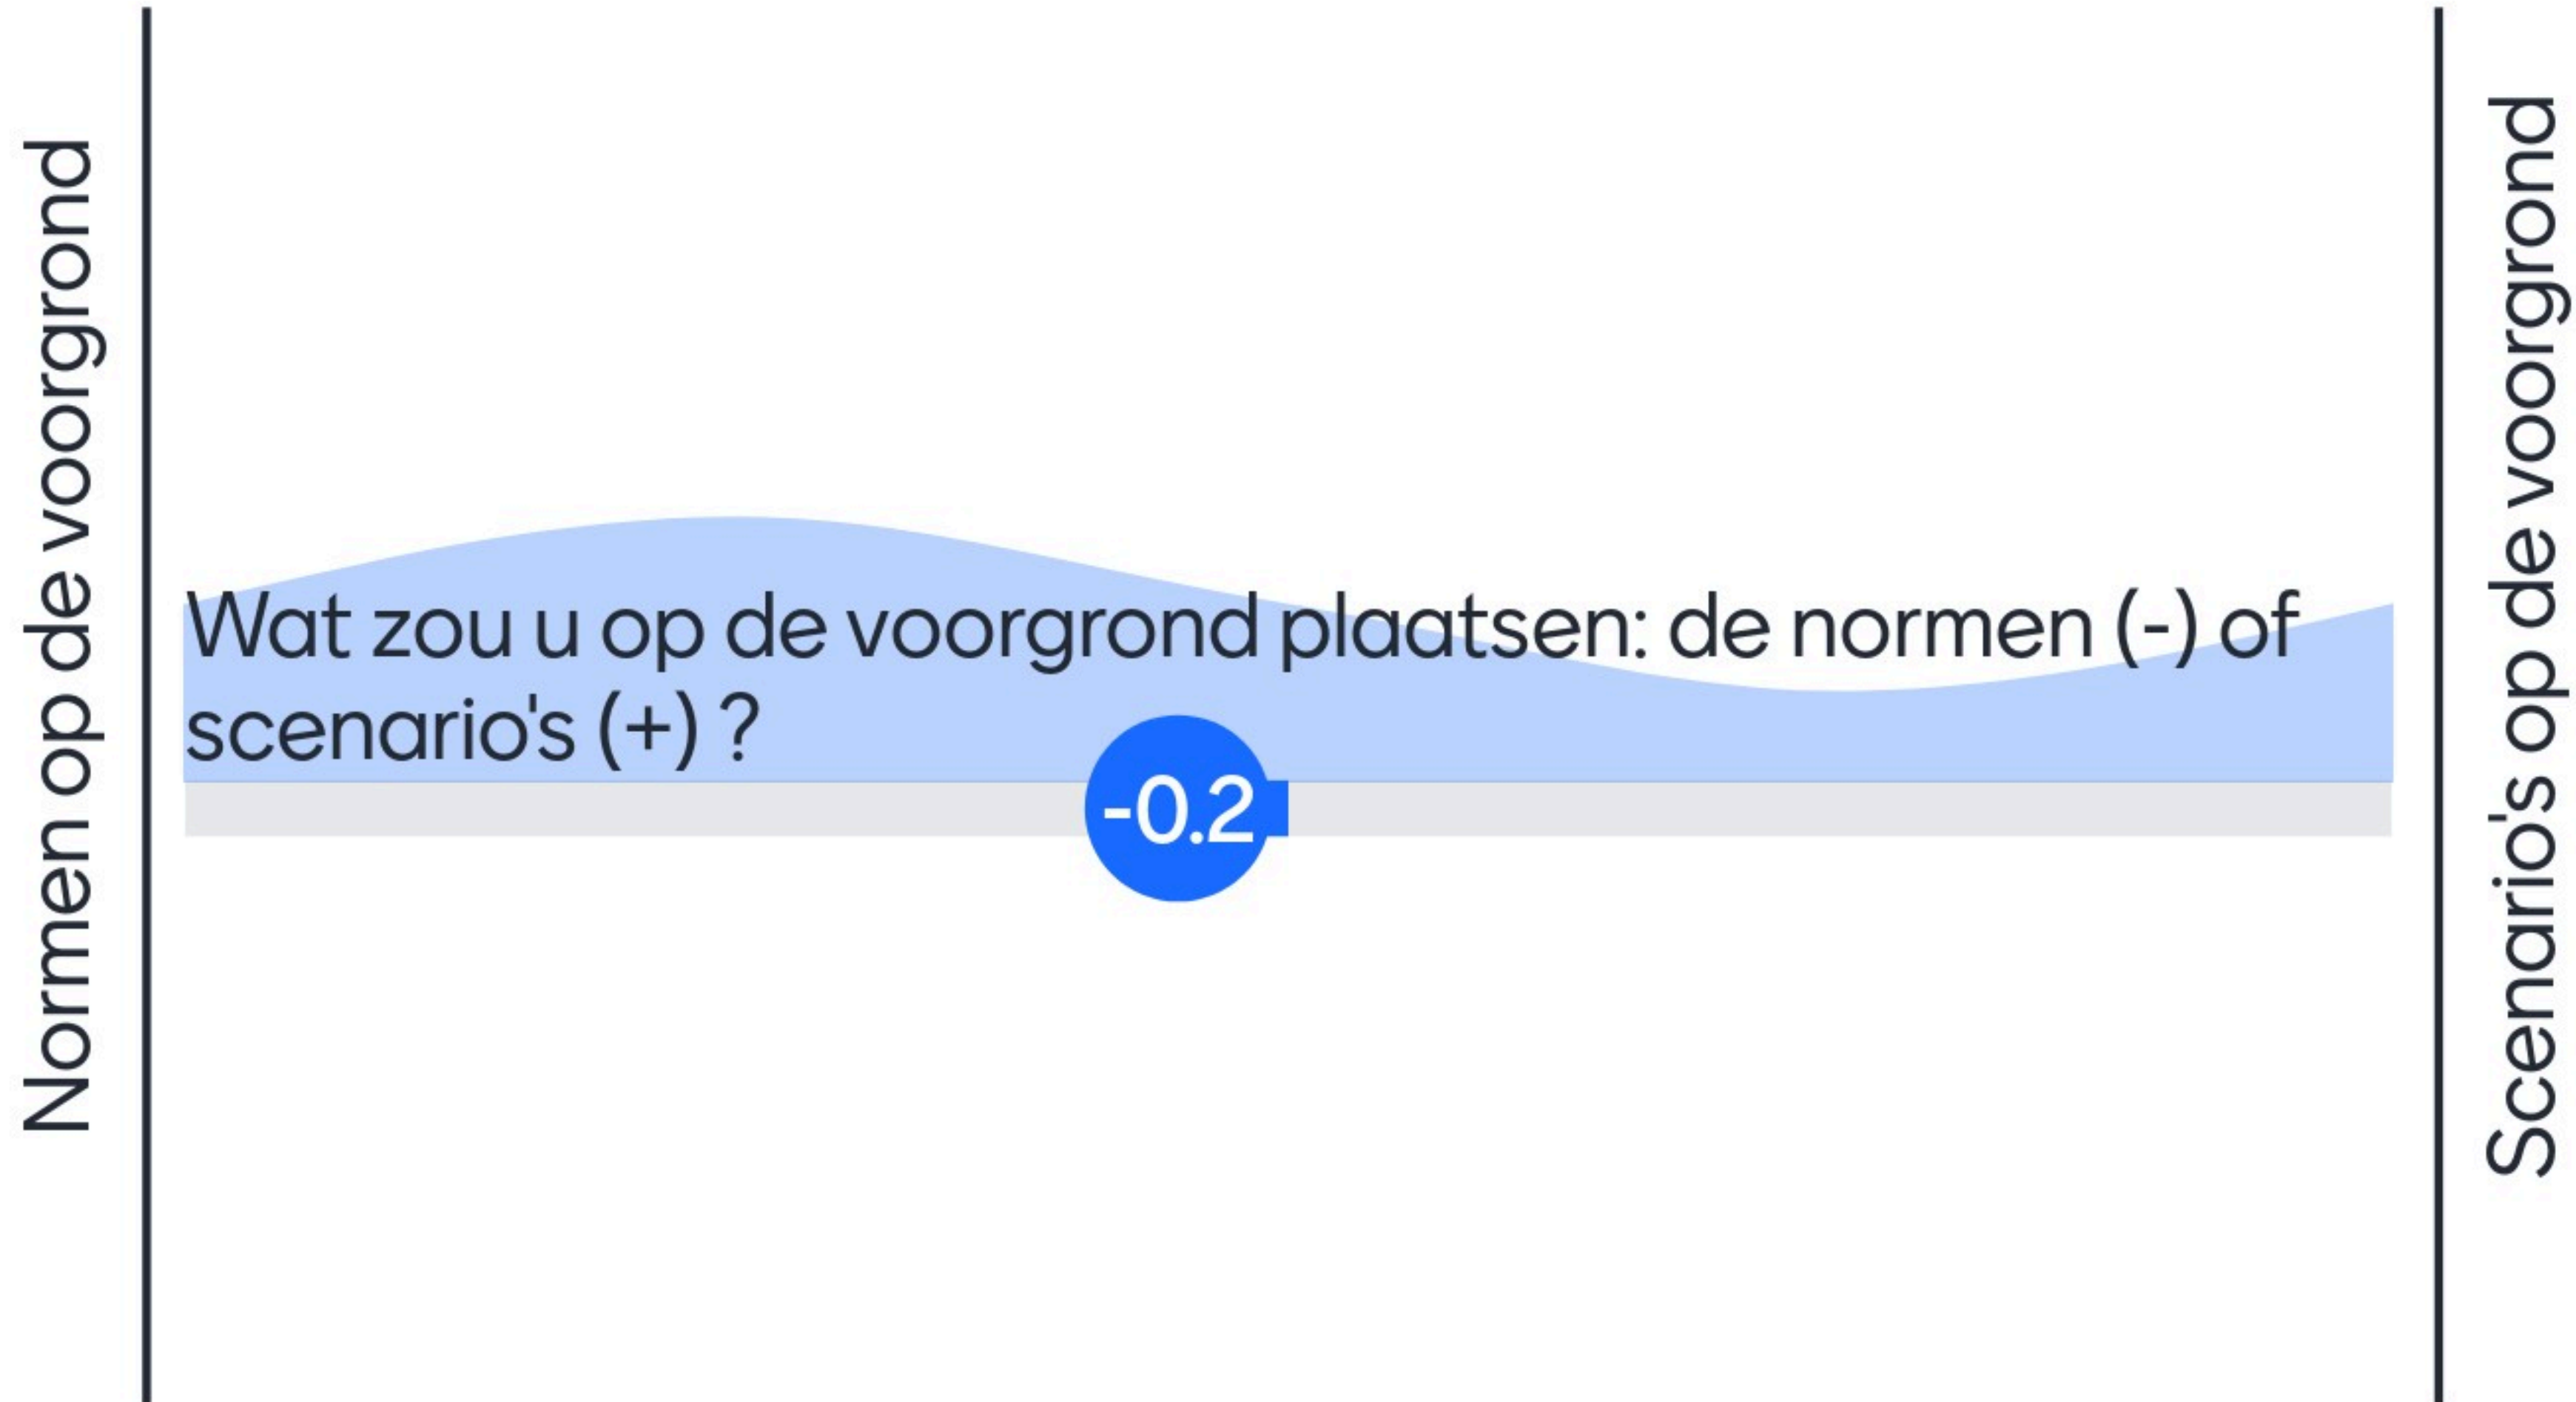 Normen op de voorgrond
Wat zou u op de voorgrond plaatsen: de normen (-) of
scenario's (+) ?
-0.2
Scenario's op de voorgrond